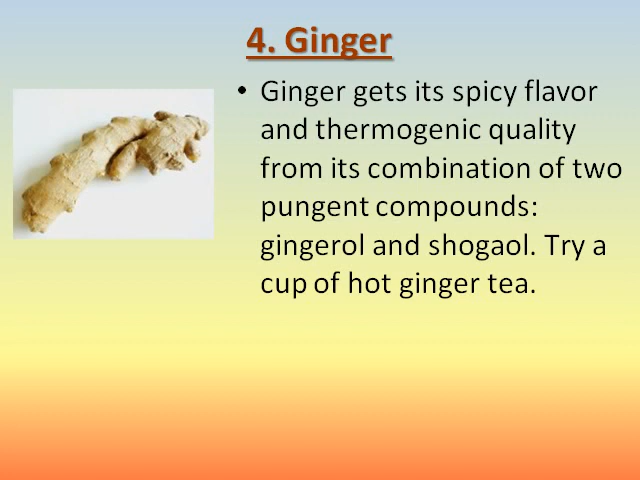 4. Ginger
• Ginger gets its spicy flavor
and thermogenic quality
from its combination of two
pungent compounds:
gingerol and shogaol. Try a
cup of hot ginger tea.